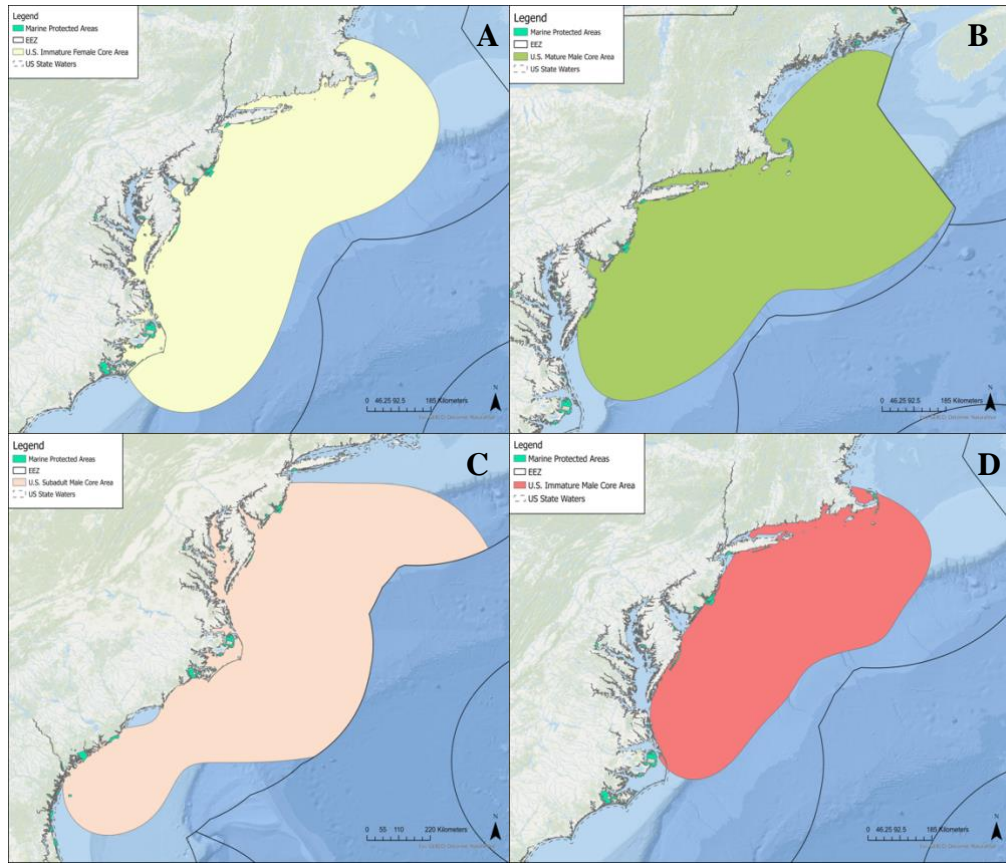 Legend
Marine Protected Areas
EEZ
U.S. Immature Female Core Area
US State Waters
A
N
0 46.25 92.5 185 Kilometers
Legend
Marine Protected Areas
EEZ
U.S. Mature Male Core Area
US State Waters
B
N
0 46.25 92.5 185 Kilometers
Legend
Marine Protected Areas
EEZ
U.S. Subadult Male Core Area
US State Waters
C
N
0 55 110 220 Kilometers
Legend
Marine Protected Areas
EEZ
U.S. Immature Male Core Area
US State Waters
D
N
0 46.25 92.5 185 Kilometers